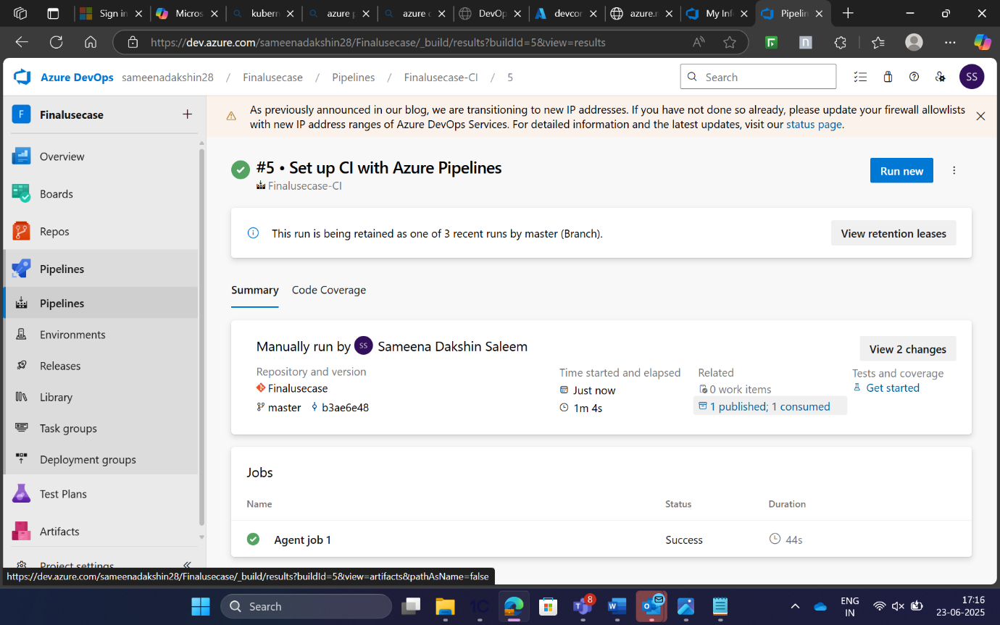 Sign in
Micros
kubern
azure p
azure c
DevOp
devcor
azure.r
My Inf
Pipelin
https://dev.azure.com/sameenadakshin28/Finalusecase/_build/results?buildId=5&view=results
Azure DevOps sameenadakshin28 / Finalusecase / Pipelines / Finalusecase-CI / 5
Search
SS
F Finalusecase
Overview
Boards
Repos
Pipelines
Pipelines
Environments
Releases
Library
Task groups
Deployment groups
Test Plans
Artifacts
Project settings
As previously announced in our blog, we are transitioning to new IP addresses. If you have not done so already, please update your firewall allowlists
with new IP address ranges of Azure DevOps Services. For detailed information and the latest updates, visit our status page.
#5 • Set up CI with Azure Pipelines
Finalusecase-CI
Run new
This run is being retained as one of 3 recent runs by master (Branch).
View retention leases
Summary Code Coverage
Manually run by SS Sameena Dakshin Saleem
View 2 changes
Repository and version
Finalusecase
master b3ae6e48
Time started and elapsed
Just now
1m 4s
Related
0 work items
1 published; 1 consumed
Tests and coverage
Get started
Jobs
Name Status Duration
Agent job 1 Success 44s
https://dev.azure.com/sameenadakshin28/Finalusecase/_build/results?buildId=5&view=artifacts&pathAsName=false
Search
8
ENG
IN
17:16
23-06-2025